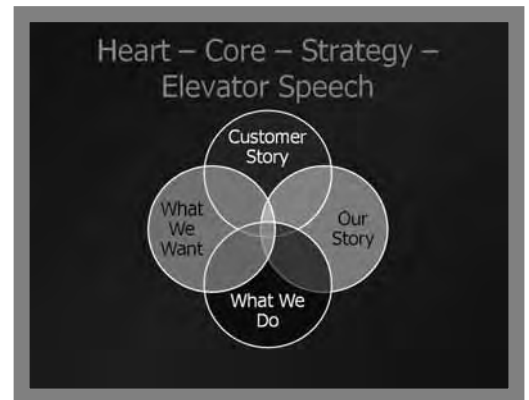 Heart – Core – Strategy –
Elevator Speech
Customer
Story
What
We
Want
Our
Story
What We
Do